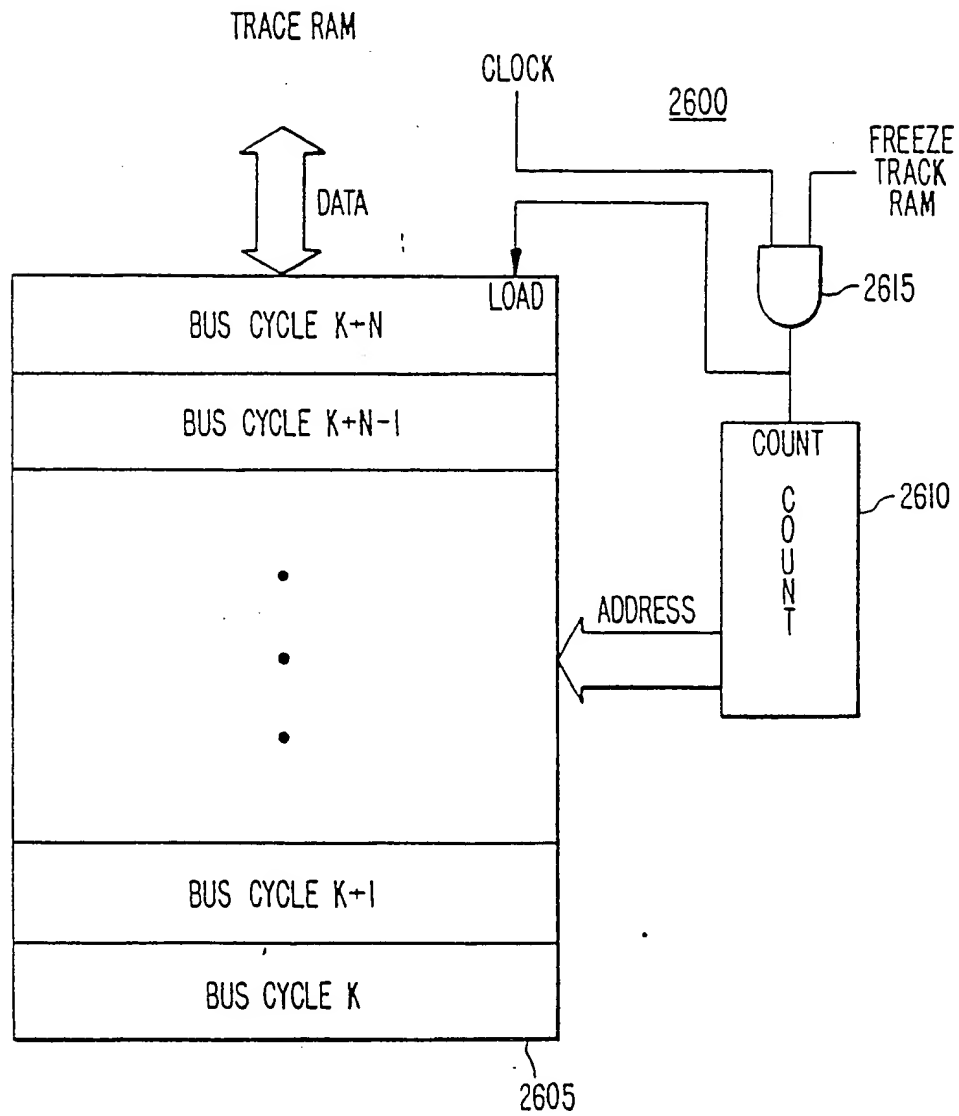 TRACE RAM
CLOCK
2600
FREEZE
TRACK
RAM
DATA
LOAD
2615
BUS CYCLE K+N
BUS CYCLE K+N-1
COUNT
COUNT
2610
ADDRESS
BUS CYCLE K+1
BUS CYCLE K
2605